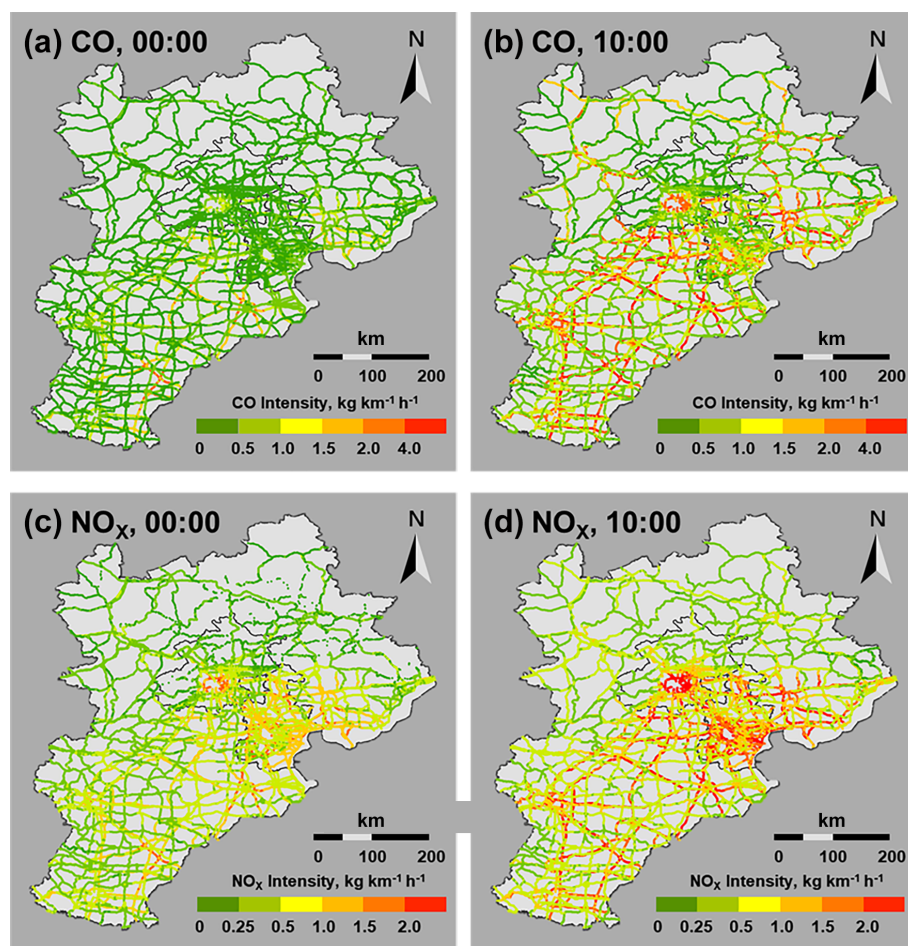 (a) CO, 00:00
N
km
0 100 200
CO Intensity, kg km⁻¹ h⁻¹
0 0.5 1.0 1.5 2.0 4.0
(b) CO, 10:00
N
km
0 100 200
CO Intensity, kg km⁻¹ h⁻¹
0 0.5 1.0 1.5 2.0 4.0
(c) NOₓ, 00:00
N
km
0 100 200
NOₓ Intensity, kg km⁻¹ h⁻¹
0 0.25 0.5 1.0 1.5 2.0
(d) NOₓ, 10:00
N
km
0 100 200
NOₓ Intensity, kg km⁻¹ h⁻¹
0 0.25 0.5 1.0 1.5 2.0